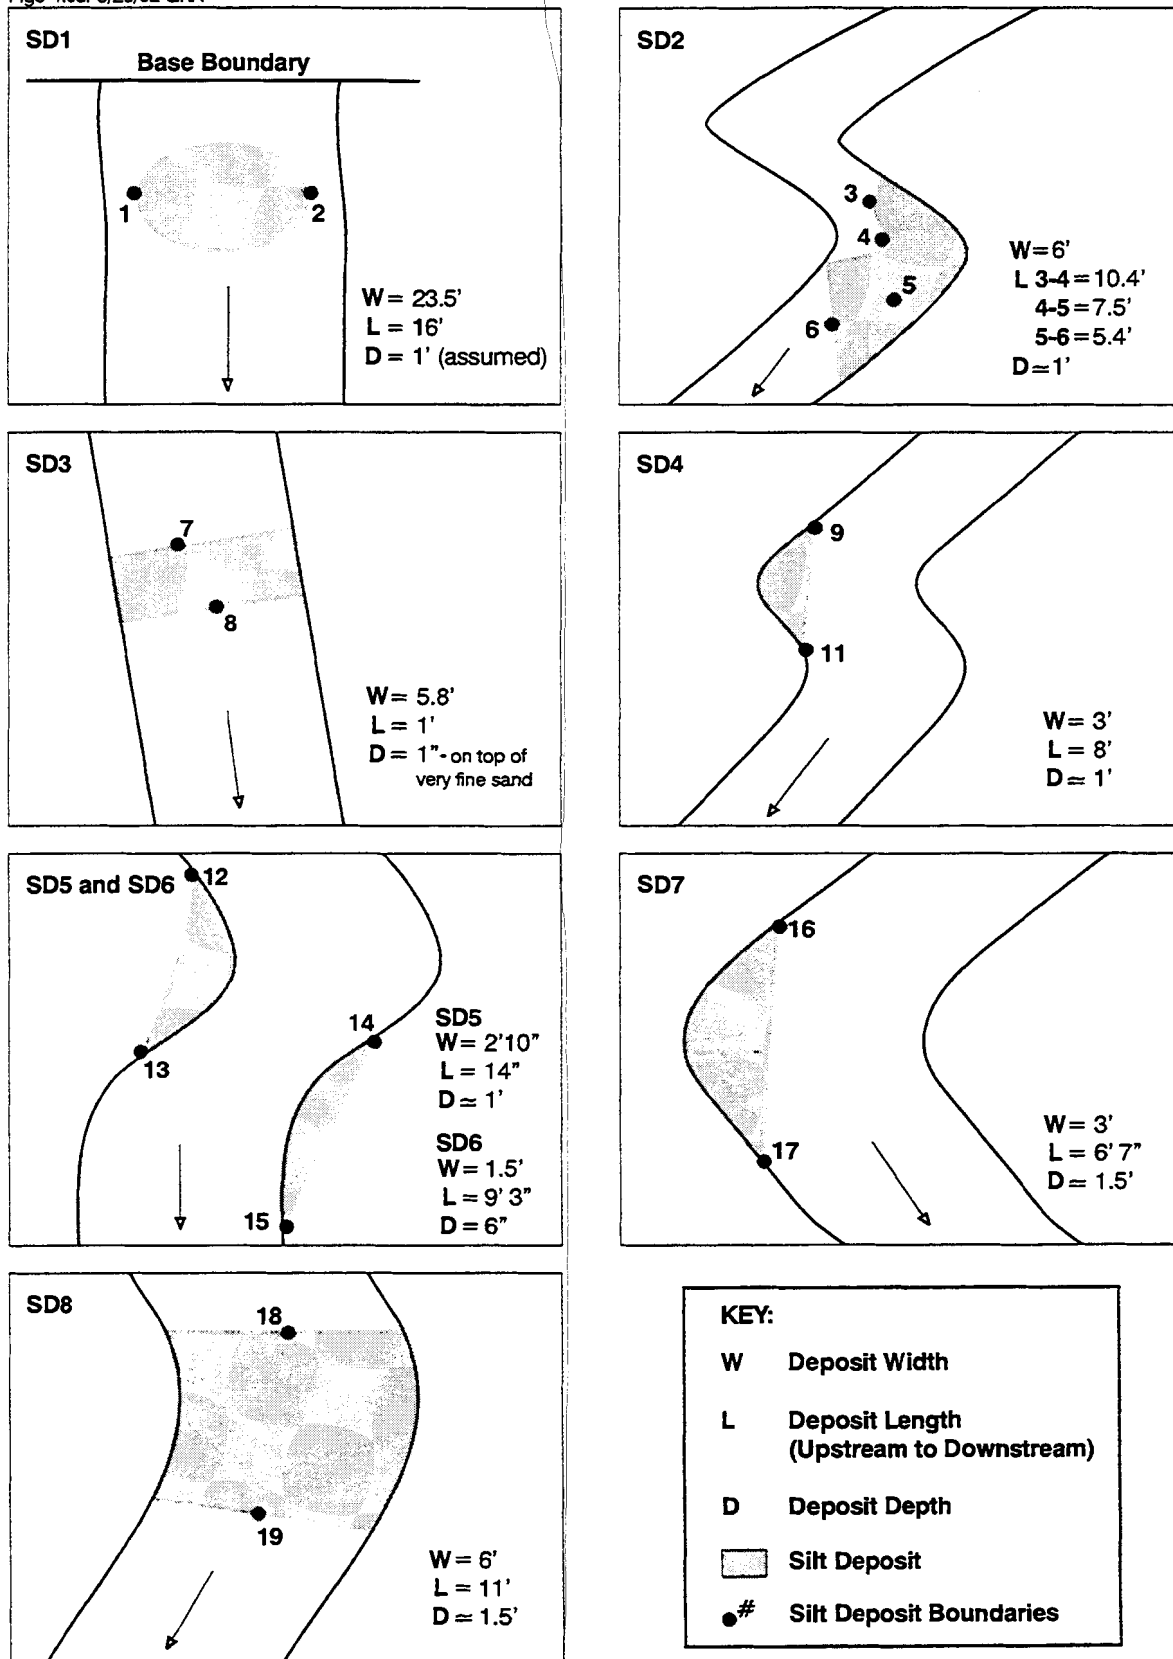 SD1
Base Boundary
1
2
W = 23.5'
L = 16'
D = 1' (assumed)
SD2
3
4
5
6
W=6'
L 3-4=10.4'
4-5=7.5'
5-6=5.4'
D≃1'
SD3
7
8
W= 5.8'
L = 1'
D = 1"- on top of
very fine sand
SD4
9
11
W= 3'
L = 8'
D≃ 1'
SD5 and SD6
12
13
14
15
SD5
W= 2'10"
L = 14"
D≃ 1'
SD6
W= 1.5'
L = 9' 3"
D = 6"
SD7
16
17
W= 3'
L = 6' 7"
D≃ 1.5'
SD8
18
19
W= 6'
L = 11'
D≃ 1.5'
KEY:
W Deposit Width
L Deposit Length
(Upstream to Downstream)
D Deposit Depth
Silt Deposit
# Silt Deposit Boundaries